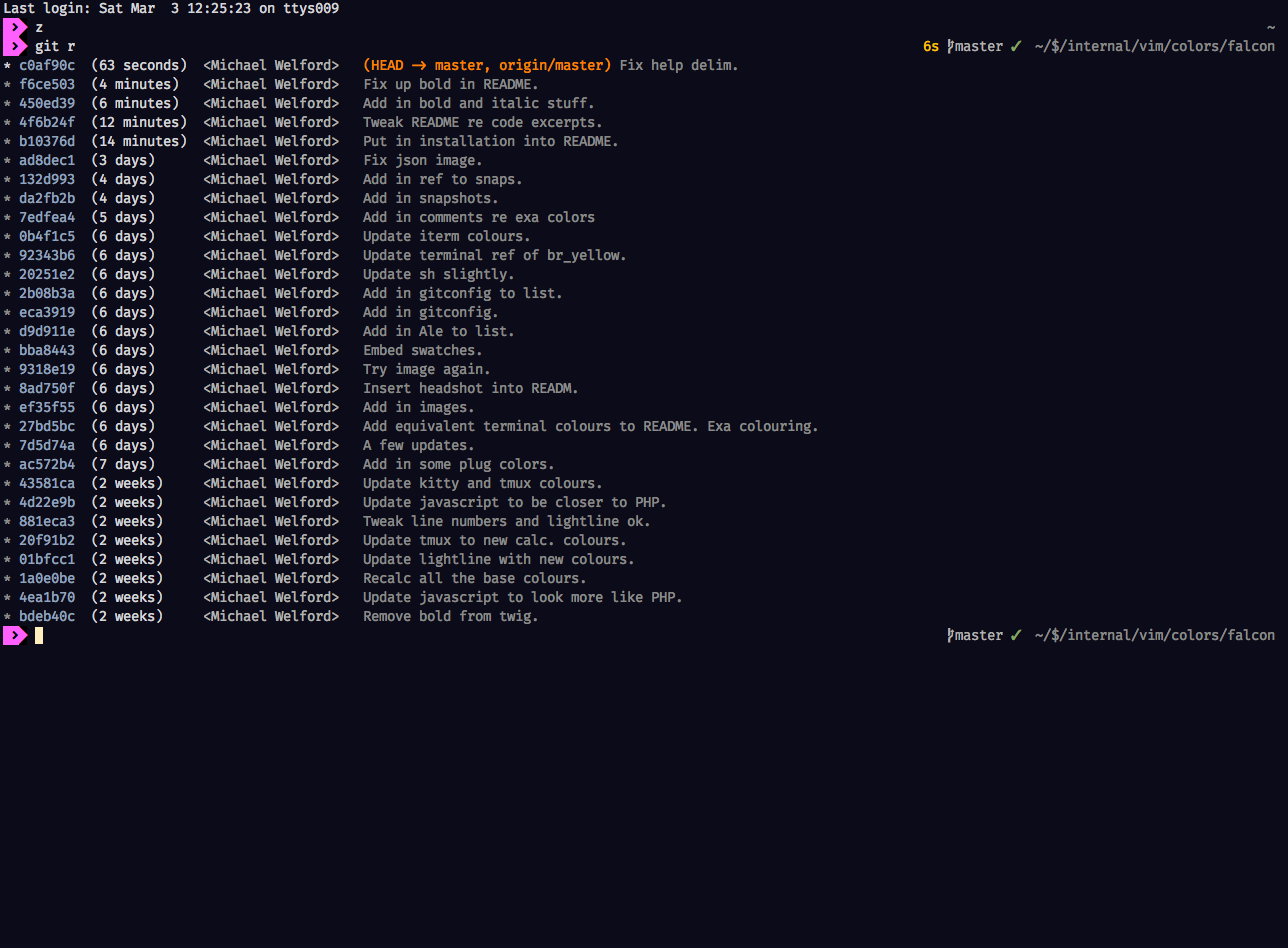 Last login: Sat Mar  3 12:25:23 on ttys009
> z ~
> git r 6s master ✓ ~/$/internal/vim/colors/falcon
* c0af90c (63 seconds) <Michael Welford> (HEAD -> master, origin/master) Fix help delim.
* f6ce503 (4 minutes) <Michael Welford> Fix up bold in README.
* 450ed39 (6 minutes) <Michael Welford> Add in bold and italic stuff.
* 4f6b24f (12 minutes) <Michael Welford> Tweak README re code excerpts.
* b10376d (14 minutes) <Michael Welford> Put in installation into README.
* ad8dec1 (3 days) <Michael Welford> Fix json image.
* 132d993 (4 days) <Michael Welford> Add in ref to snaps.
* da2fb2b (4 days) <Michael Welford> Add in snapshots.
* 7edfea4 (5 days) <Michael Welford> Add in comments re exa colors
* 0b4f1c5 (6 days) <Michael Welford> Update iterm colours.
* 92343b6 (6 days) <Michael Welford> Update terminal ref of br_yellow.
* 20251e2 (6 days) <Michael Welford> Update sh slightly.
* 2b08b3a (6 days) <Michael Welford> Add in gitconfig to list.
* eca3919 (6 days) <Michael Welford> Add in gitconfig.
* d9d911e (6 days) <Michael Welford> Add in Ale to list.
* bba8443 (6 days) <Michael Welford> Embed swatches.
* 9318e19 (6 days) <Michael Welford> Try image again.
* 8ad750f (6 days) <Michael Welford> Insert headshot into READM.
* ef35f55 (6 days) <Michael Welford> Add in images.
* 27bd5bc (6 days) <Michael Welford> Add equivalent terminal colours to README. Exa colouring.
* 7d5d74a (6 days) <Michael Welford> A few updates.
* ac572b4 (7 days) <Michael Welford> Add in some plug colors.
* 43581ca (2 weeks) <Michael Welford> Update kitty and tmux colours.
* 4d22e9b (2 weeks) <Michael Welford> Update javascript to be closer to PHP.
* 881eca3 (2 weeks) <Michael Welford> Tweak line numbers and lightline ok.
* 20f91b2 (2 weeks) <Michael Welford> Update tmux to new calc. colours.
* 01bfcc1 (2 weeks) <Michael Welford> Update lightline with new colours.
* 1a0e0be (2 weeks) <Michael Welford> Recalc all the base colours.
* 4ea1b70 (2 weeks) <Michael Welford> Update javascript to look more like PHP.
* bdeb40c (2 weeks) <Michael Welford> Remove bold from twig.
> master ✓ ~/$/internal/vim/colors/falcon